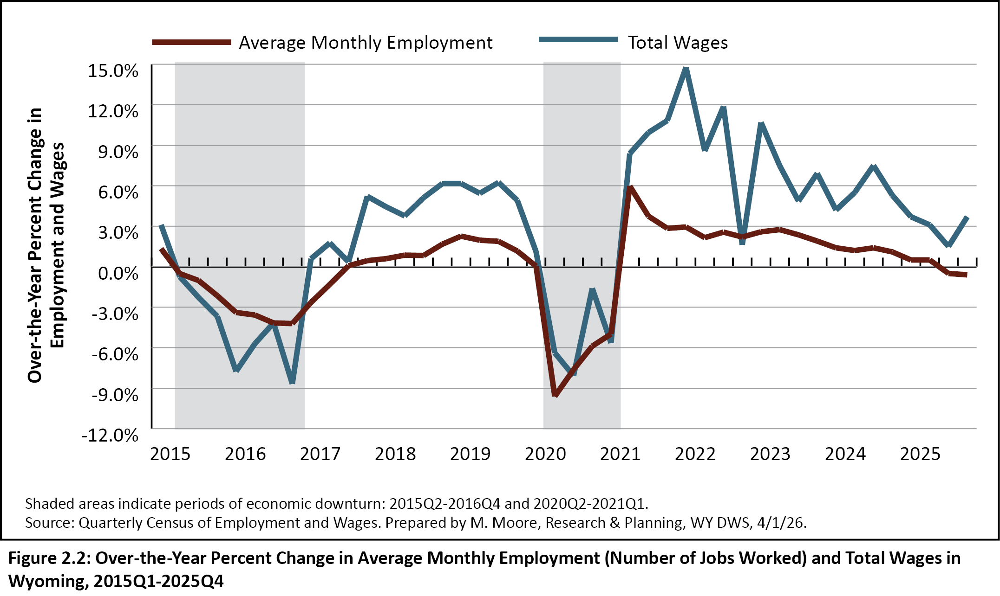 Average Monthly Employment
Total Wages
Over-the-Year Percent Change in
Employment and Wages
15.0%
12.0%
9.0%
6.0%
3.0%
0.0%
-3.0%
-6.0%
-9.0%
-12.0%
2015 2016 2017 2018 2019 2020 2021 2022 2023 2024 2025
Shaded areas indicate periods of economic downturn: 2015Q2-2016Q4 and 2020Q2-2021Q1.
Source: Quarterly Census of Employment and Wages. Prepared by M. Moore, Research & Planning, WY DWS, 4/1/26.
Figure 2.2: Over-the-Year Percent Change in Average Monthly Employment (Number of Jobs Worked) and Total Wages in
Wyoming, 2015Q1-2025Q4